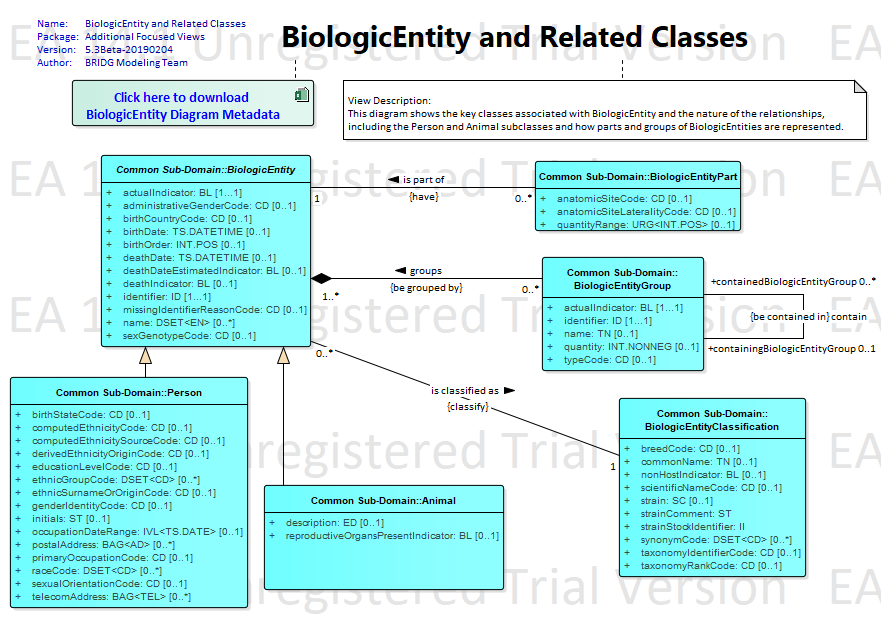 Name: BiologicEntity and Related Classes
Package: Additional Focused Views
Version: 5.3Beta-20190204
Author: BRIDG Modeling Team
BiologicEntity and Related Classes
EA 14.1 Unregistered Trial Version EA
Click here to download
BiologicEntity Diagram Metadata
View Description:
This diagram shows the key classes associated with BiologicEntity and the nature of the relationships,
including the Person and Animal subclasses and how parts and groups of BiologicEntities are represented.
Common Sub-Domain::BiologicEntity
+ actualIndicator: BL [1...1]
+ administrativeGenderCode: CD [0..1]
+ birthCountryCode: CD [0..1]
+ birthDate: TS.DATETIME [0..1]
+ birthOrder: INT.POS [0..1]
+ deathDate: TS.DATETIME [0..1]
+ deathDateEstimatedIndicator: BL [0..1]
+ deathIndicator: BL [0..1]
+ identifier: ID [1...1]
+ missingIdentifierReasonCode: CD [0..1]
+ name: DSET<EN> [0..*]
+ sexGenotypeCode: CD [0..1]
is part of
{have}
1
0..*
Common Sub-Domain::BiologicEntityPart
+ anatomicSiteCode: CD [0..1]
+ anatomicSiteLateralityCode: CD [0..1]
+ quantityRange: URG<INT.POS> [0..1]
groups
{be grouped by}
1..*
0..*
Common Sub-Domain::
BiologicEntityGroup
+ actualIndicator: BL [1...1]
+ identifier: ID [1...1]
+ name: TN [0..1]
+ quantity: INT.NONNEG [0..1]
+ typeCode: CD [0..1]
+containedBiologicEntityGroup 0..*
{be contained in} contain
+containingBiologicEntityGroup 0..1
0..*
is classified as
{classify}
1
Common Sub-Domain::
BiologicEntityClassification
+ breedCode: CD [0..1]
+ commonName: TN [0..1]
+ nonHostIndicator: BL [0..1]
+ scientificNameCode: CD [0..1]
+ strain: SC [0..1]
+ strainComment: ST
+ strainStockIdentifier: II
+ synonymCode: DSET<CD> [0..*]
+ taxonomyIdentifierCode: CD [0..1]
+ taxonomyRankCode: CD [0..1]
Common Sub-Domain::Person
+ birthStateCode: CD [0..1]
+ computedEthnicityCode: CD [0..1]
+ computedEthnicitySourceCode: CD [0..1]
+ derivedEthnicityOriginCode: CD [0..1]
+ educationLevelCode: CD [0..1]
+ ethnicGroupCode: DSET<CD> [0..*]
+ ethnicSurnameOrOriginCode: CD [0..1]
+ genderIdentityCode: CD [0..1]
+ initials: ST [0..1]
+ occupationDateRange: IVL<TS.DATE> [0..1]
+ postalAddress: BAG<AD> [0..*]
+ primaryOccupationCode: CD [0..1]
+ raceCode: DSET<CD> [0..*]
+ sexualOrientationCode: CD [0..1]
+ telecomAddress: BAG<TEL> [0..*]
Common Sub-Domain::Animal
+ description: ED [0..1]
+ reproductiveOrgansPresentIndicator: BL [0..1]